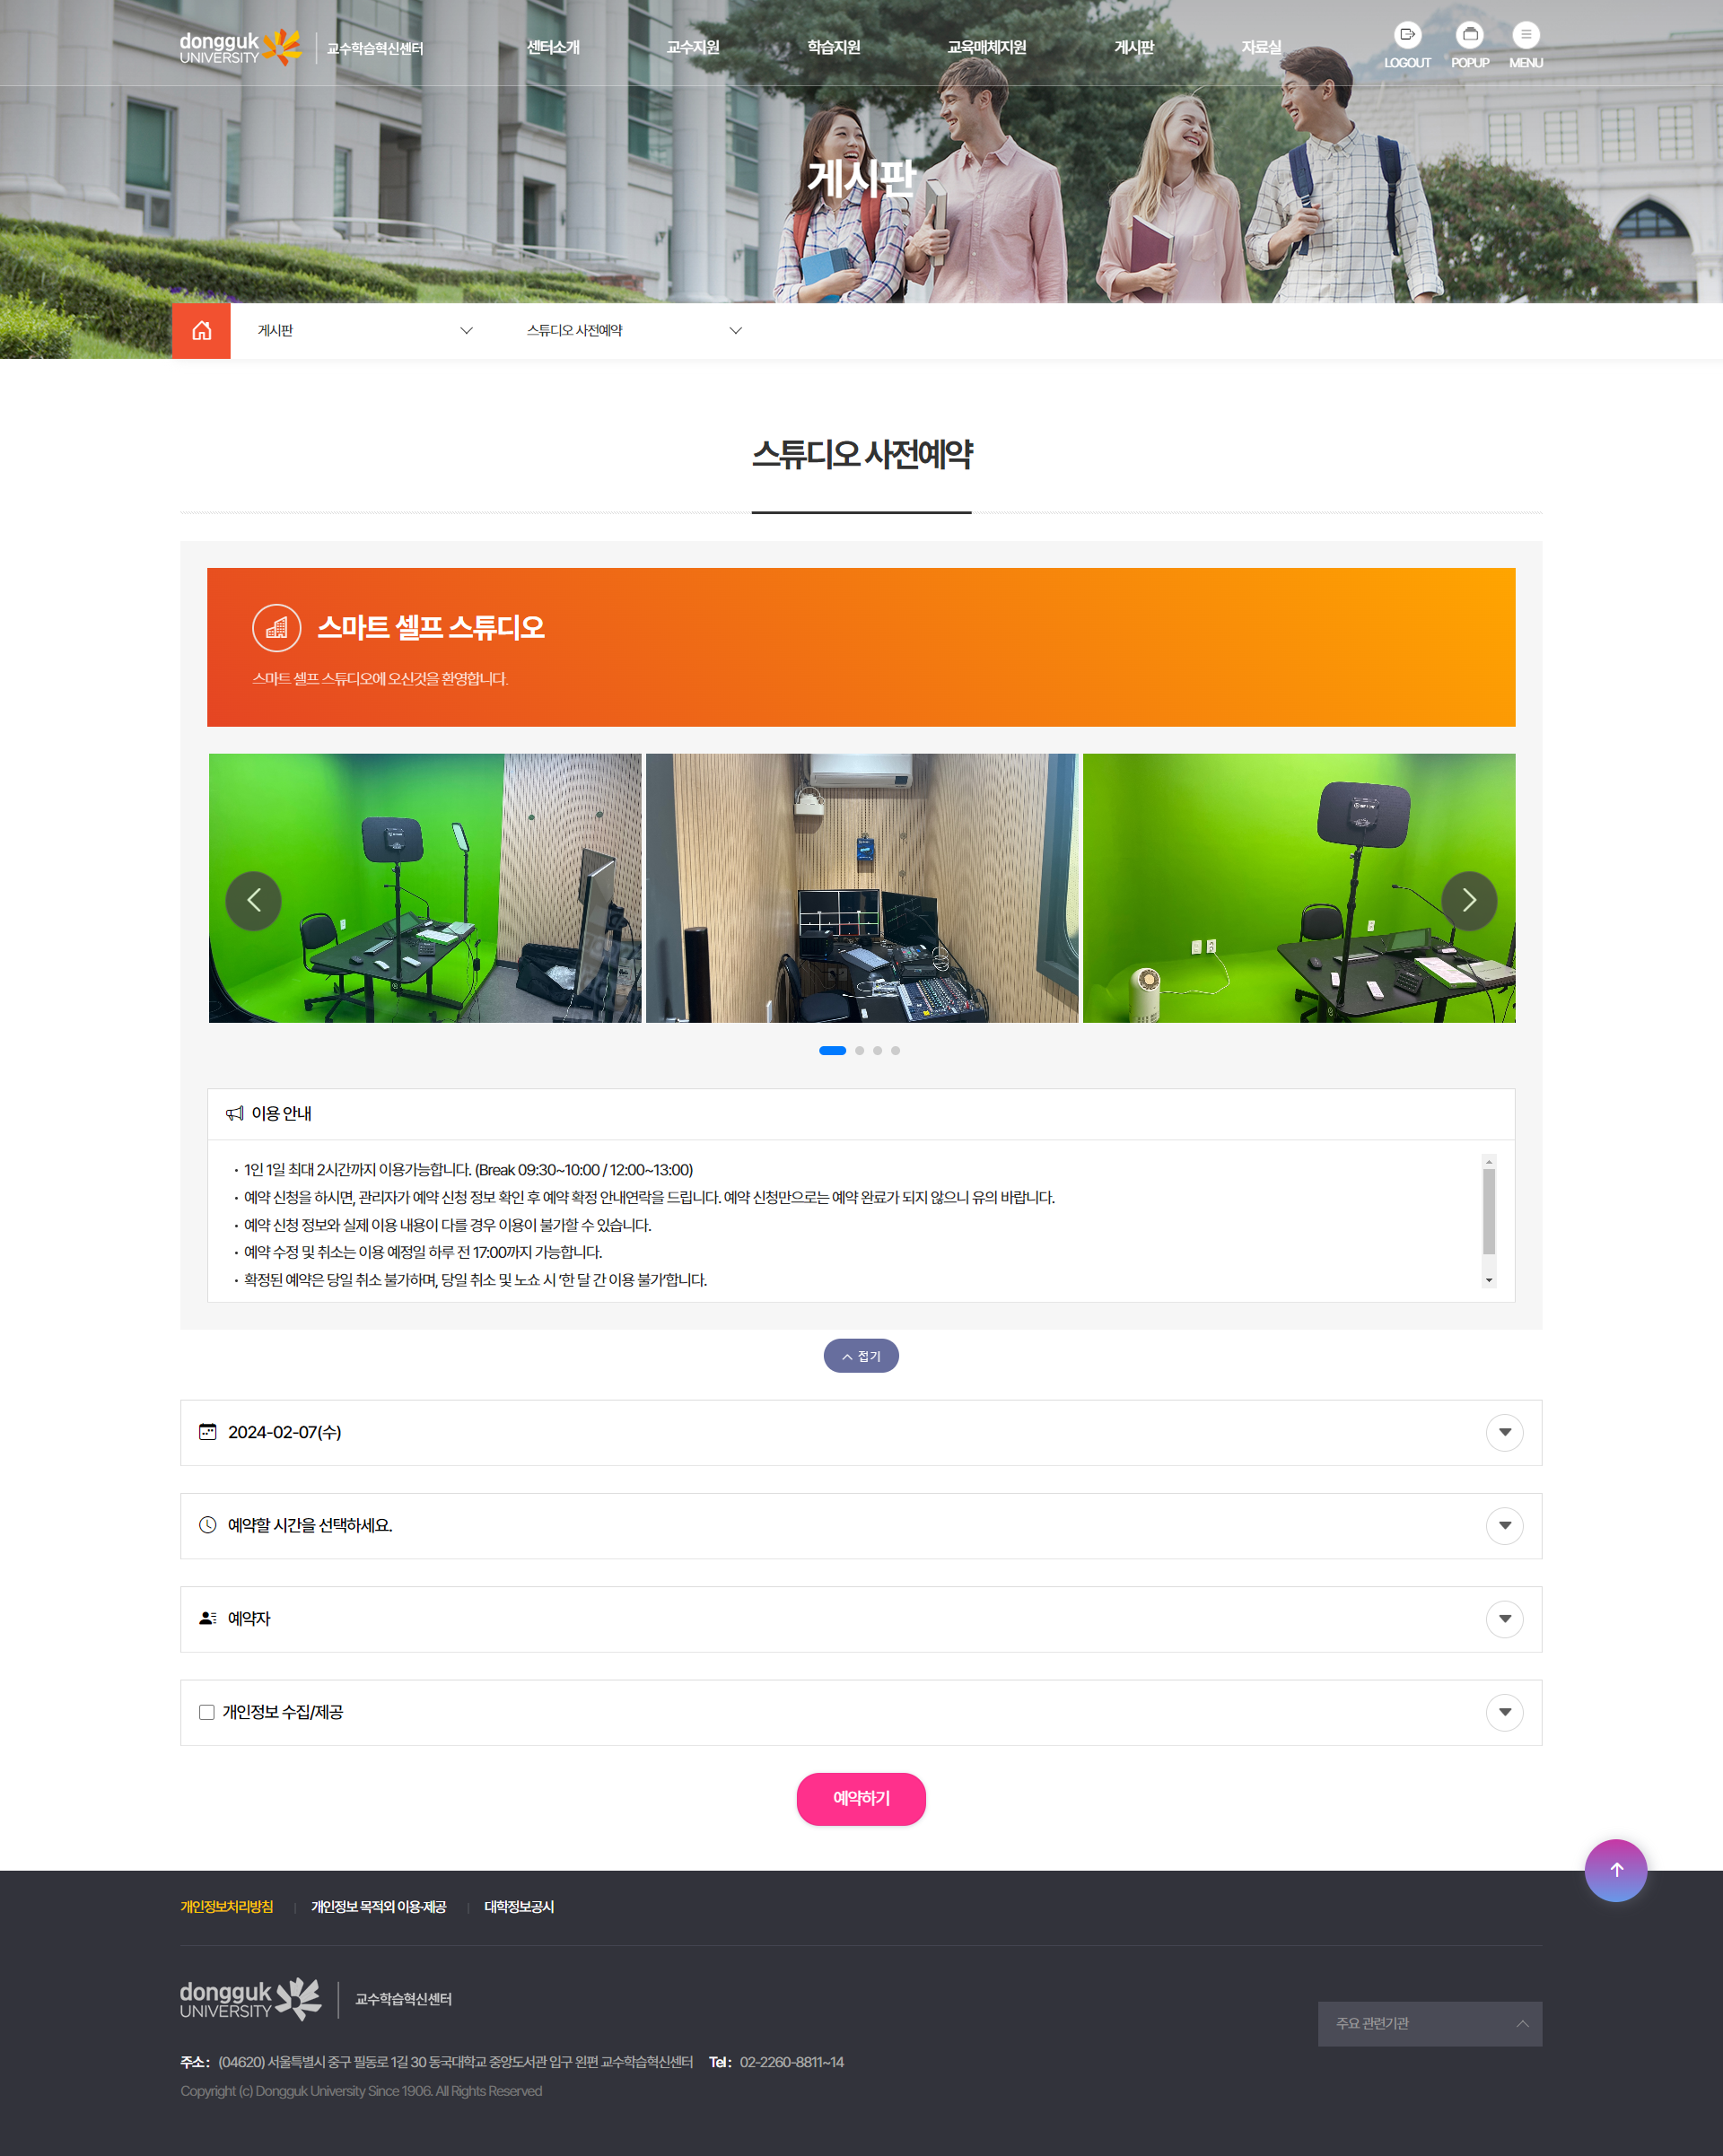 dongguk UNIVERSITY 교수학습혁신센터 센터소개 교수지원 학습지원 교육매체지원 게시판 자료실 LOGOUT POPUP MENU
게시판
게시판 스튜디오 사전예약
스튜디오 사전예약
스마트 셀프 스튜디오
스마트 셀프 스튜디오에 오신것을 환영합니다.
이용 안내
· 1인 1일 최대 2시간까지 이용가능합니다. (Break 09:30~10:00 / 12:00~13:00)
· 예약 신청을 하시면, 관리자가 예약 신청 정보 확인 후 예약 확정 안내연락을 드립니다. 예약 신청만으로는 예약 완료가 되지 않으니 유의 바랍니다.
· 예약 신청 정보와 실제 이용 내용이 다를 경우 이용이 불가할 수 있습니다.
· 예약 수정 및 취소는 이용 예정일 하루 전 17:00까지 가능합니다.
· 확정된 예약은 당일 취소 불가하며, 당일 취소 및 노쇼 시 '한 달 간 이용 불가'합니다.
접기
2024-02-07(수)
예약할 시간을 선택하세요.
예약자
개인정보 수집/제공
예약하기
개인정보처리방침 개인정보 목적외 이용·제공 대학정보공시
dongguk UNIVERSITY 교수학습혁신센터
주요 관련기관
주소 : (04620) 서울특별시 중구 필동로 1길 30 동국대학교 중앙도서관 입구 왼편 교수학습혁신센터 Tel : 02-2260-8811~14
Copyright (c) Dongguk University Since 1906. All Rights Reserved